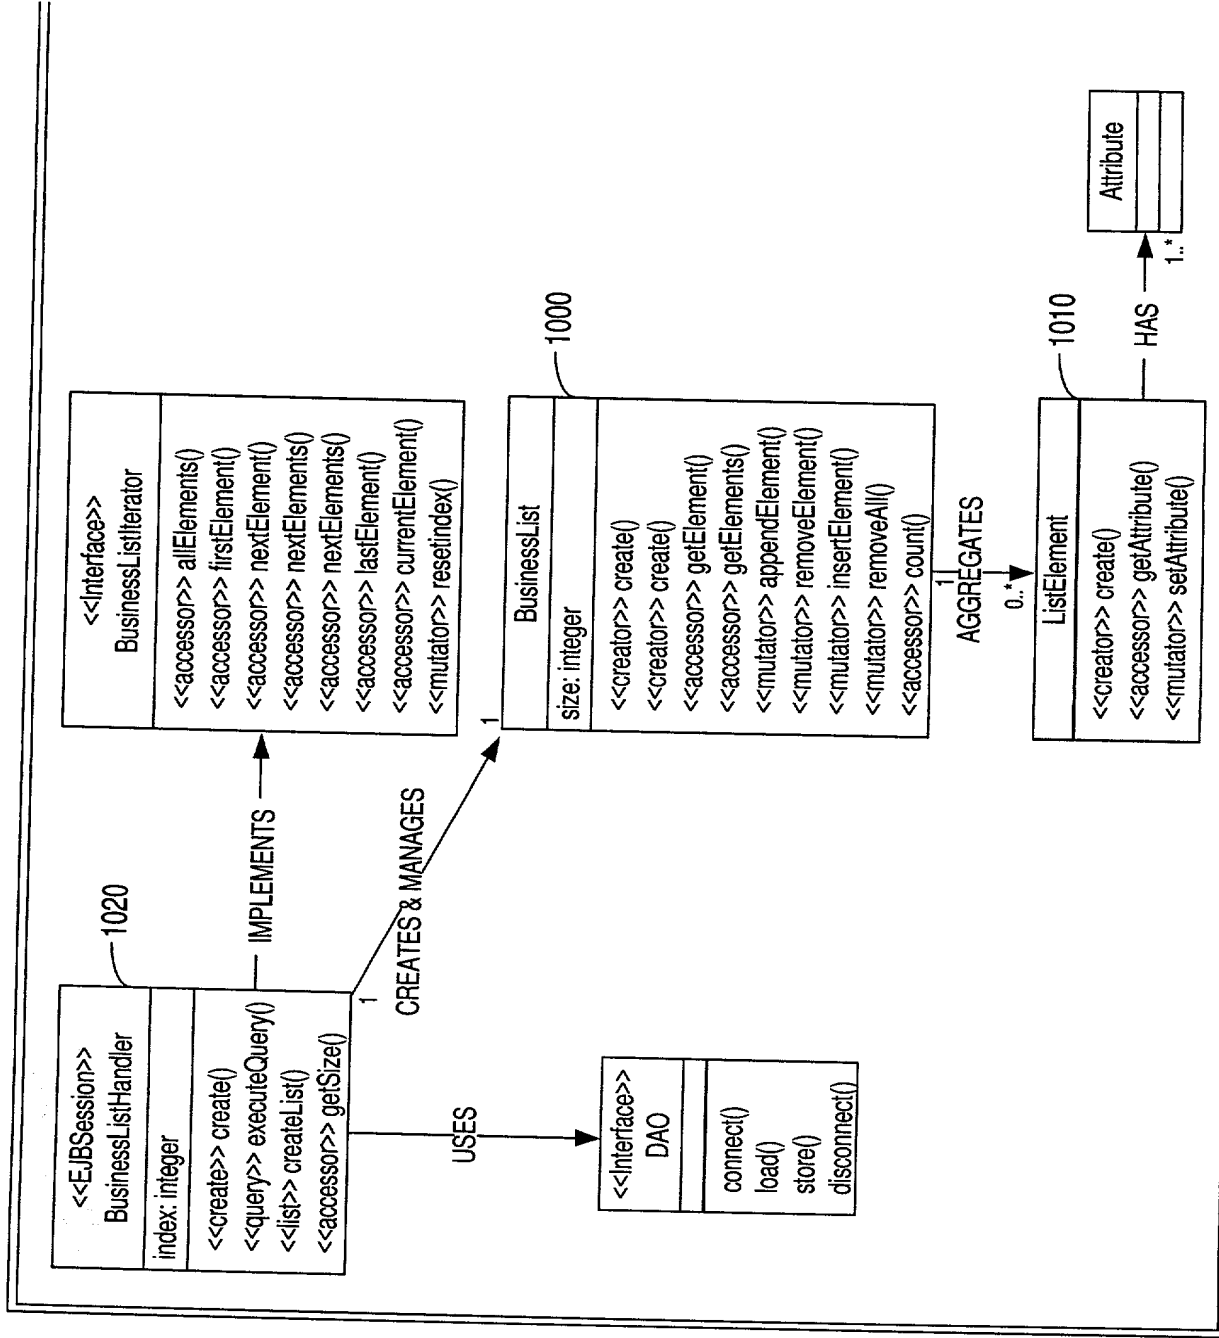 <<EJBSession>>
BusinessListHandler
index: integer
<<create>> create()
<<query>> executeQuery()
<<list>> createList()
<<accessor>> getSize()
1020
IMPLEMENTS
<<Interface>>
BusinessListIterator
<<accessor>> allElements()
<<accessor>> firstElement()
<<accessor>> nextElement()
<<accessor>> nextElements()
<<accessor>> nextElements()
<<accessor>> lastElement()
<<accessor>> currentElement()
<<mutator>> resetindex()
1
CREATES & MANAGES
1
USES
<<Interface>>
DAO
connect()
load()
store()
disconnect()
BusinessList
size: integer
<<creator>> create()
<<creator>> create()
<<accessor>> getElement()
<<accessor>> getElements()
<<mutator>> appendElement()
<<mutator>> removeElement()
<<mutator>> insertElement()
<<mutator>> removeAll()
<<accessor>> count()
1000
1
AGGREGATES
0..*
ListElement
<<creator>> create()
<<accessor>> getAttribute()
<<mutator>> setAttribute()
1010
HAS
1..*
Attribute